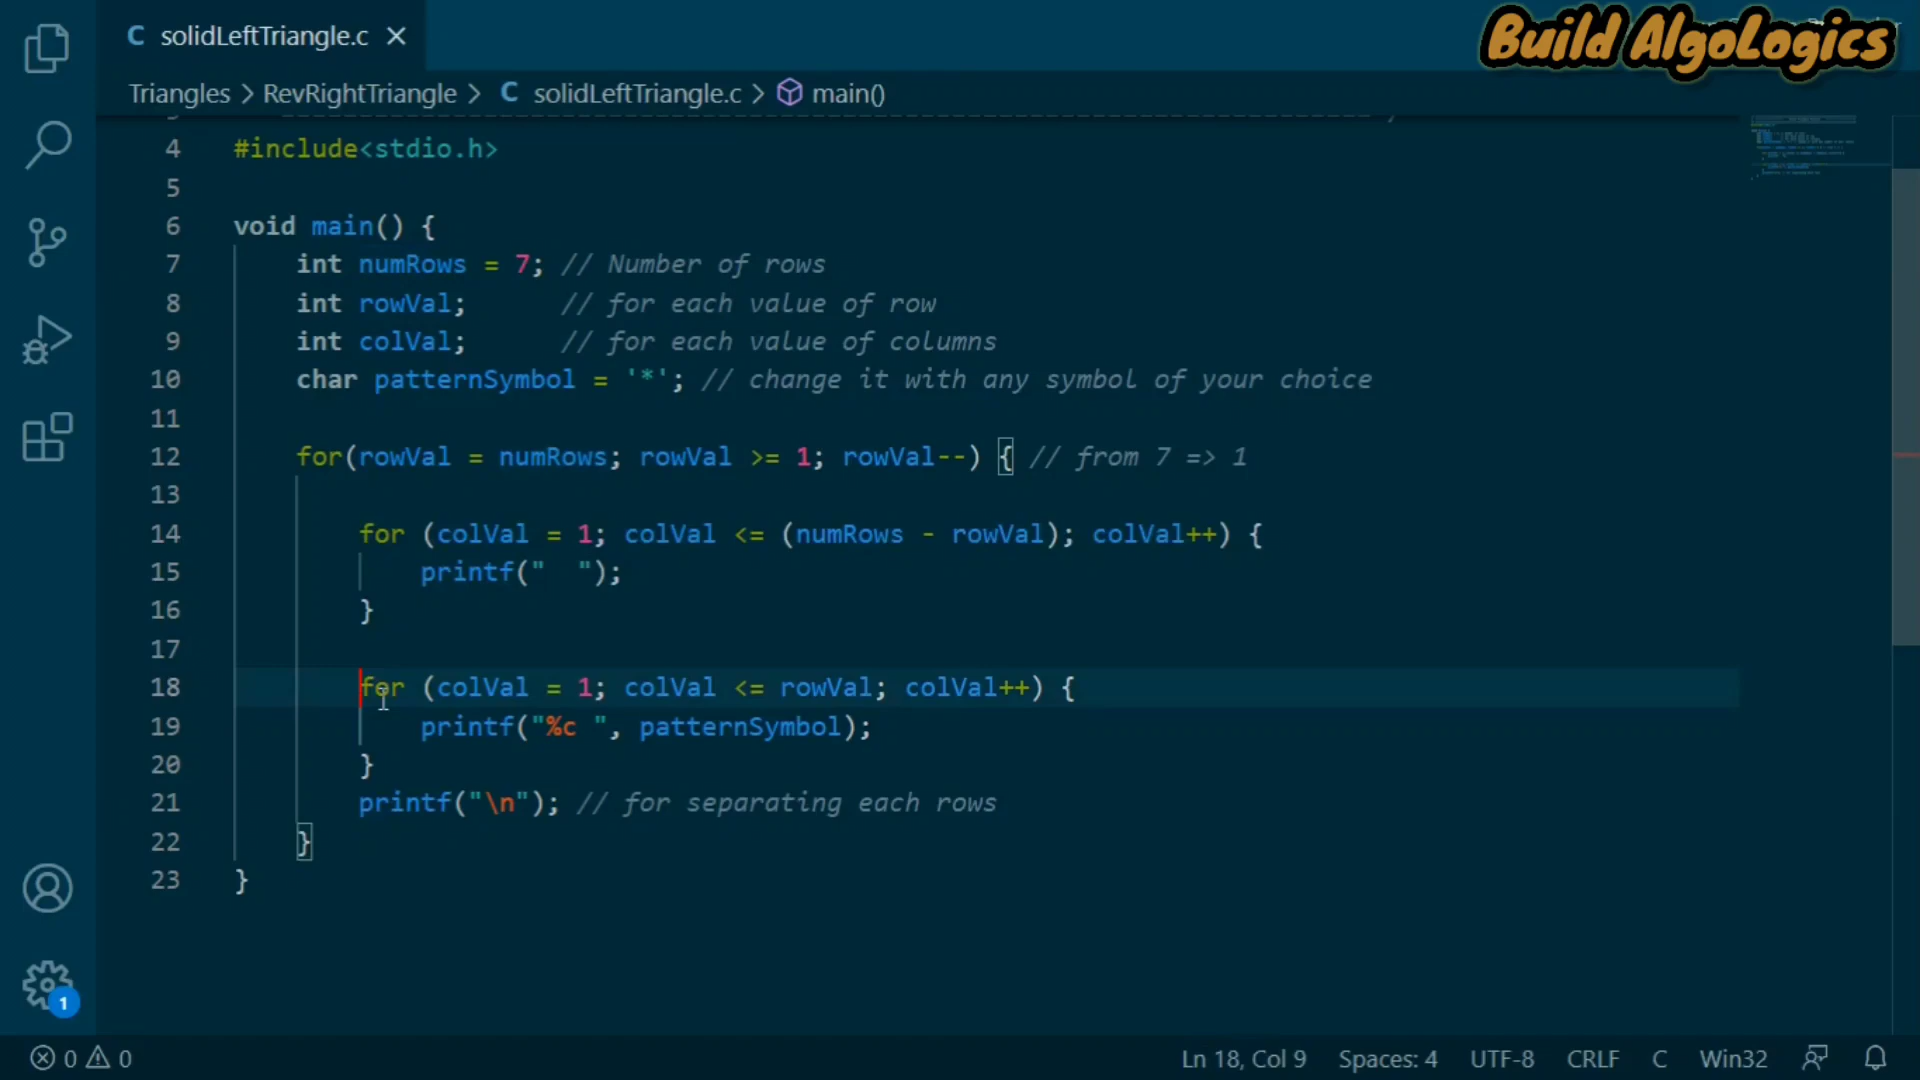 solidLeftTriangle.c
Build AlgoLogics
Triangles > RevRightTriangle > C solidLeftTriangle.c > main()
4 #include<stdio.h>
5
6 void main() {
7     int numRows = 7; // Number of rows
8     int rowVal;      // for each value of row
9     int colVal;      // for each value of columns
10     char patternSymbol = '*'; // change it with any symbol of your choice
11
12     for(rowVal = numRows; rowVal >= 1; rowVal--) { // from 7 => 1
13
14         for (colVal = 1; colVal <= (numRows - rowVal); colVal++) {
15             printf("  ");
16         }
17
18         for (colVal = 1; colVal <= rowVal; colVal++) {
19             printf("%c ", patternSymbol);
20         }
21         printf("\n"); // for separating each rows
22     }
23 }
1
0 0 Ln 18, Col 9 Spaces: 4 UTF-8 CRLF C Win32